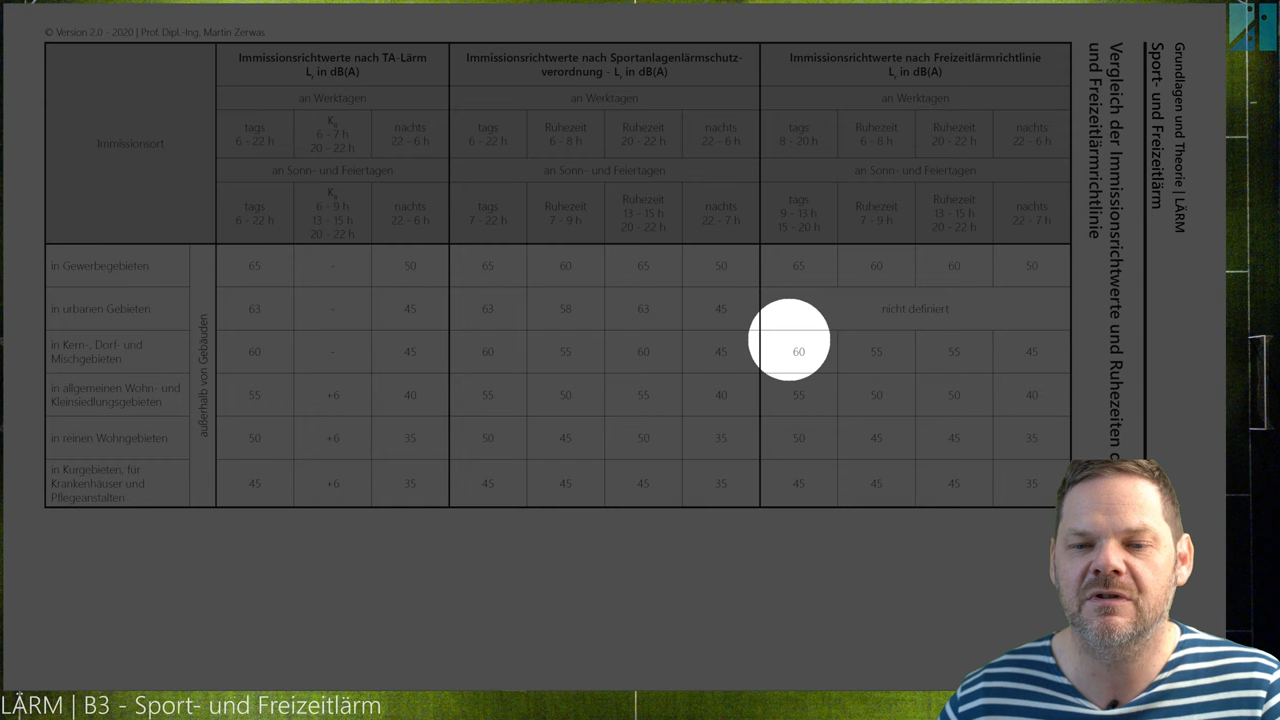 © Version 2.0 - 2020 | Prof. Dipl.-Ing. Martin Zerwas
Immissionsort
Immissionsrichtwerte nach TA-Lärm
Lr in dB(A)
Immissionsrichtwerte nach Sportanlagenlärmschutz-
verordnung - Lr in dB(A)
Immissionsrichtwerte nach Freizeitlärmrichtlinie
Lr in dB(A)
an Werktagen an Werktagen an Werktagen
tags
6 - 22 h
KR
6 - 7 h
20 - 22 h
nachts
22 - 6 h
tags
6 - 22 h
Ruhezeit
6 - 8 h
Ruhezeit
20 - 22 h
nachts
22 - 6 h
tags
8 - 20 h
Ruhezeit
6 - 8 h
Ruhezeit
20 - 22 h
nachts
22 - 6 h
an Sonn- und Feiertagen an Sonn- und Feiertagen an Sonn- und Feiertagen
tags
6 - 22 h
KR
6 - 9 h
13 - 15 h
20 - 22 h
nachts
22 - 6 h
tags
7 - 22 h
Ruhezeit
7 - 9 h
Ruhezeit
13 - 15 h
20 - 22 h
nachts
22 - 7 h
tags
9 - 13 h
15 - 20 h
Ruhezeit
7 - 9 h
Ruhezeit
13 - 15 h
20 - 22 h
nachts
22 - 7 h
außerhalb von Gebäuden
in Gewerbegebieten 65 - 50 65 60 65 50 65 60 60 50
in urbanen Gebieten 63 - 45 63 58 63 45 nicht definiert
in Kern-, Dorf- und
Mischgebieten
60 - 45 60 55 60 45 60 55 55 45
in allgemeinen Wohn- und
Kleinsiedlungsgebieten
55 +6 40 55 50 55 40 55 50 50 40
in reinen Wohngebieten 50 +6 35 50 45 50 35 50 45 45 35
in Kurgebieten, für
Krankenhäuser und
Pflegeanstalten
45 +6 35 45 45 45 35 45 45 45 35
Grundlagen und Theorie | LÄRM
Sport- und Freizeitlärm
Vergleich der Immissionsrichtwerte und Ruhezeiten
und Freizeitlärmrichtlinie
LÄRM | B3 - Sport- und Freizeitlärm